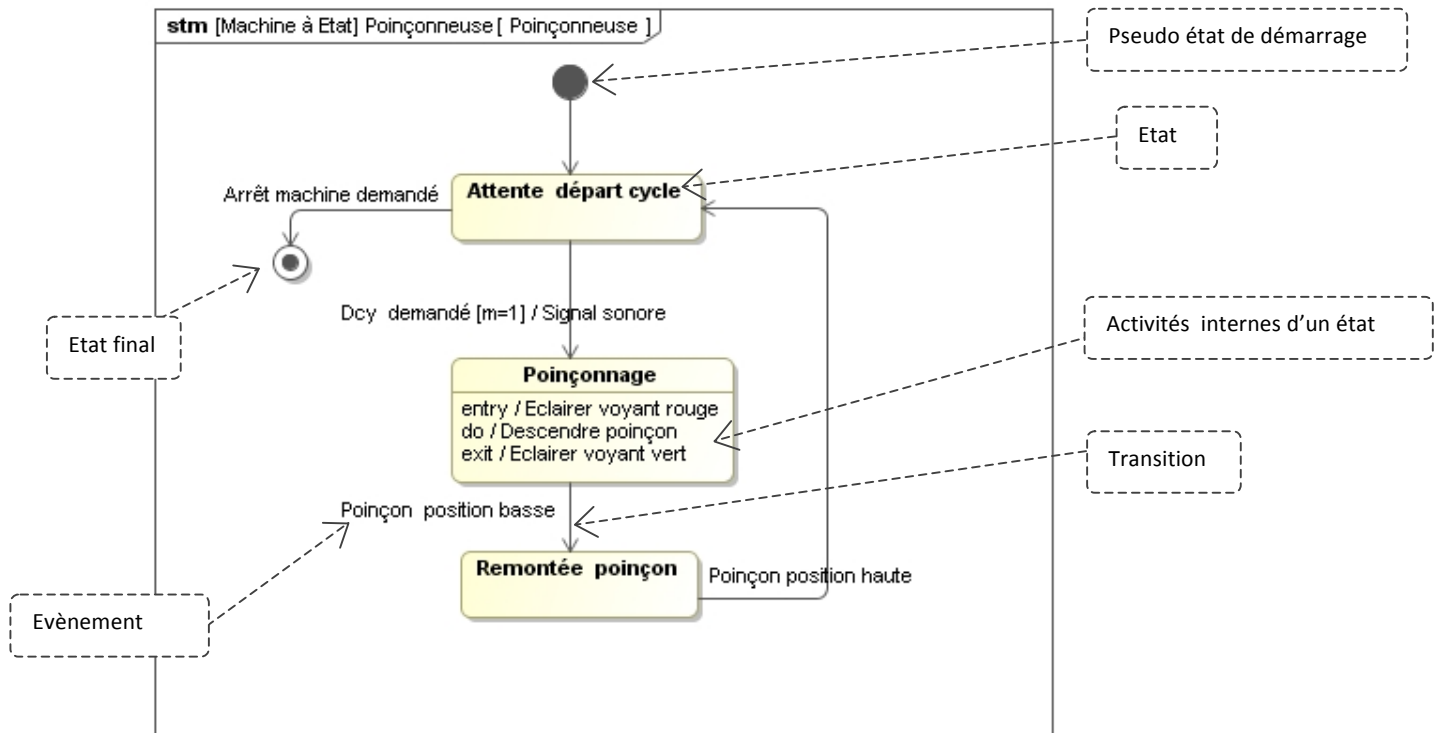 stm [Machine à Etat] Poinçonneuse [ Poinçonneuse ]
Pseudo état de démarrage
Etat
Attente  départ cycle
Arrêt machine demandé
Dcy  demandé [m=1] / Signal sonore
Etat final
Activités  internes d’un état
Poinçonnage
entry / Eclairer voyant rouge
do / Descendre poinçon
exit / Eclairer voyant vert
Transition
Poinçon  position basse
Remontée  poinçon
Poinçon position haute
Evènement